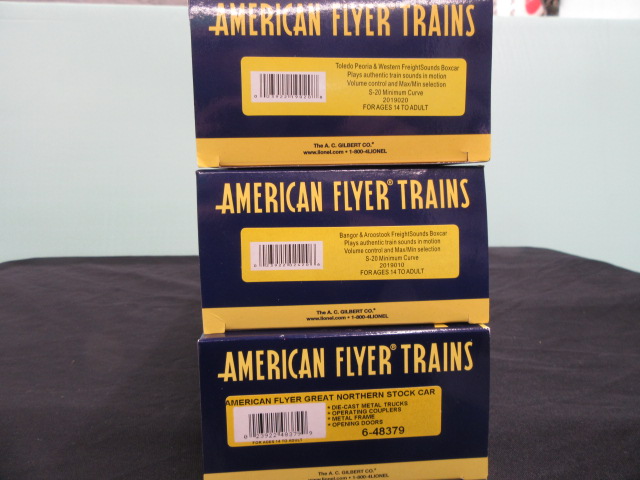 AMERICAN FLYER TRAINS
Toledo Peoria & Western FreightSounds Boxcar
Plays authentic train sounds in motion
Volume control and Max/Min selection
S-20 Minimum Curve
2019020
FOR AGES 14 TO ADULT
The A. C. GILBERT CO.®
www.lionel.com • 1-800-4LIONEL
AMERICAN FLYER® TRAINS
Bangor & Aroostook FreightSounds Boxcar
Plays authentic train sounds in motion
Volume control and Max/Min selection
S-20 Minimum Curve
2019010
FOR AGES 14 TO ADULT
The A. C. GILBERT CO.®
www.lionel.com • 1-800-4LIONEL
AMERICAN FLYER® TRAINS
AMERICAN FLYER GREAT NORTHERN STOCK CAR
• DIE-CAST METAL TRUCKS
• OPERATING COUPLERS
• METAL FRAME
• OPENING DOORS
6-48379
FOR AGES 14 TO ADULT
The A. C. GILBERT CO.®